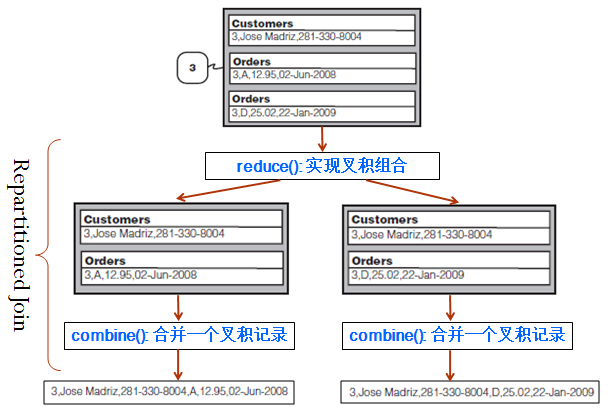 Customers
3,Jose Madriz,281-330-8004
3
Orders
3,A,12.95,02-Jun-2008
Orders
3,D,25.02,22-Jan-2009
Repartitioned Join
reduce(): 实现叉积组合
Customers
3,Jose Madriz,281-330-8004
Orders
3,A,12.95,02-Jun-2008
Customers
3,Jose Madriz,281-330-8004
Orders
3,D,25.02,22-Jan-2009
combine(): 合并一个叉积记录
combine(): 合并一个叉积记录
3,Jose Madriz,281-330-8004,A,12.95,02-Jun-2008
3,Jose Madriz,281-330-8004,D,25.02,22-Jan-2009